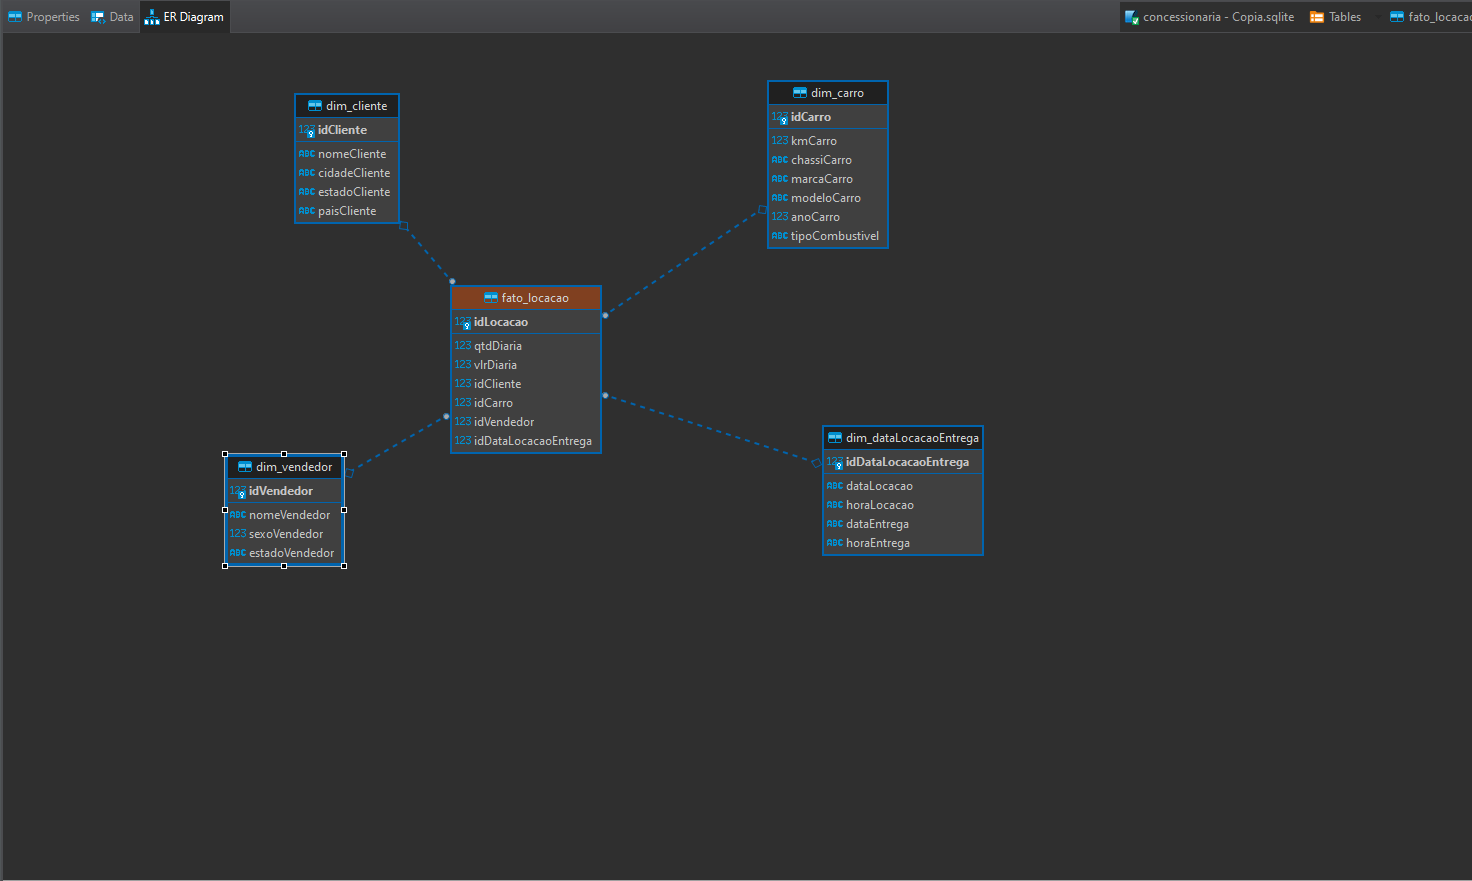 Properties Data ER Diagram
concessionaria - Copia.sqlite Tables fato_locaca
dim_cliente
123 idCliente
ABC nomeCliente
ABC cidadeCliente
ABC estadoCliente
ABC paisCliente
dim_carro
123 idCarro
123 kmCarro
ABC chassiCarro
ABC marcaCarro
ABC modeloCarro
123 anoCarro
ABC tipoCombustivel
fato_locacao
123 idLocacao
123 qtdDiaria
123 vlrDiaria
123 idCliente
123 idCarro
123 idVendedor
123 idDataLocacaoEntrega
dim_vendedor
123 idVendedor
ABC nomeVendedor
123 sexoVendedor
ABC estadoVendedor
dim_dataLocacaoEntrega
123 idDataLocacaoEntrega
ABC dataLocacao
ABC horaLocacao
ABC dataEntrega
ABC horaEntrega